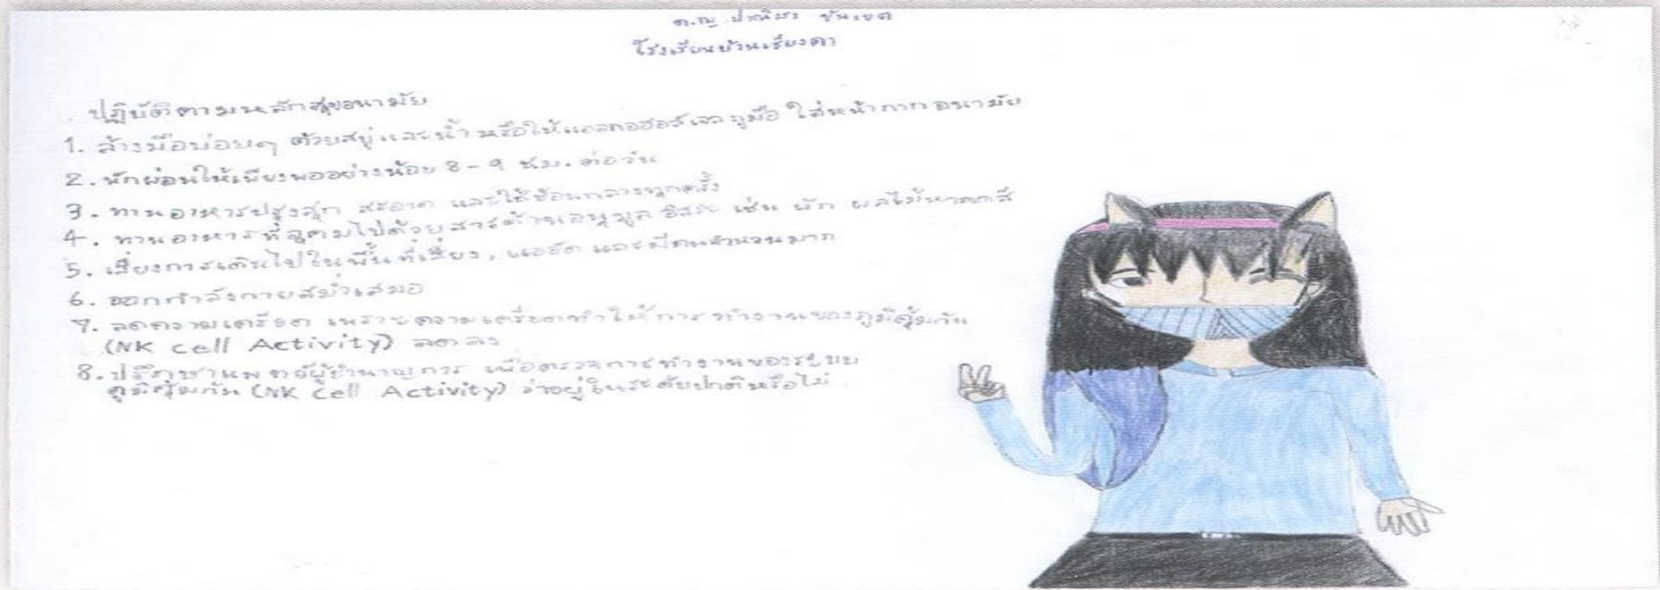 ด.ญ
โรงเรียนบ้านเชียงดา
ปฏิบัติตามหลักสุขอนามัย
1. ล้างมือบ่อยๆ ด้วยสบู่และน้ำ หรือใช้แอลกอฮอล์เจลถูมือ ใส่หน้ากากอนามัย
2. พักผ่อนให้เพียงพออย่างน้อย 8 - 9 ชม. ต่อวัน
3. ทานอาหารปรุงสุก สะอาด และใช้ช้อนกลางทุกครั้ง
4. ทานอาหารที่อุดมไปด้วยสารต้านอนุมูล อิสระ เช่น ผัก ผลไม้หลากสี
5. เลี่ยงการเดินไปในพื้นที่เสี่ยง, แออัด และมีคนจำนวนมาก
6. ออกกำลังกายสม่ำเสมอ
7. ลดความเครียด เพราะความเครียดทำให้การทำงานของภูมิคุ้มกัน
(NK cell Activity) ลดลง
8. ปรึกษาแพทย์ผู้ชำนาญการ เพื่อตรวจการทำงานของระบบ
ภูมิคุ้มกัน (NK Cell Activity) ว่าอยู่ในระดับปกติหรือไม่